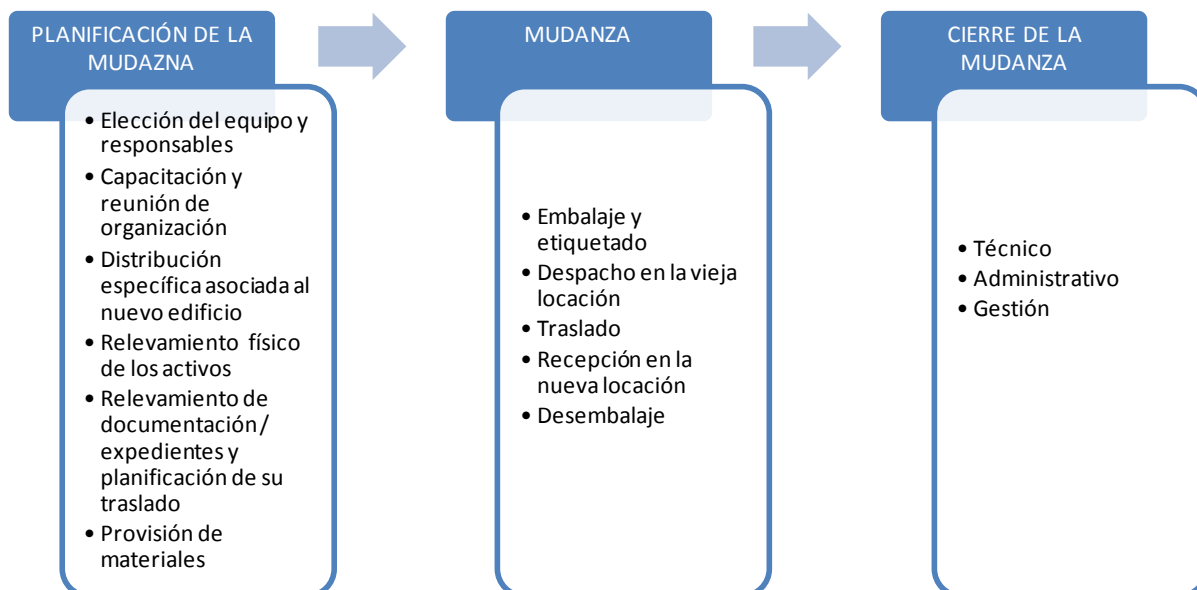 PLANIFICACIÓN DE LA
MUDAZNA
• Elección del equipo y
responsables
• Capacitación y
reunión de
organización
• Distribución
específica asociada al
nuevo edificio
• Relevamiento físico
de los activos
• Relevamiento de
documentación/
expedientes y
planificación de su
traslado
• Provisión de
materiales
MUDANZA
• Embalaje y
etiquetado
• Despacho en la vieja
locación
• Traslado
• Recepción en la
nueva locación
• Desembalaje
CIERRE DE LA
MUDANZA
• Técnico
• Administrativo
• Gestión